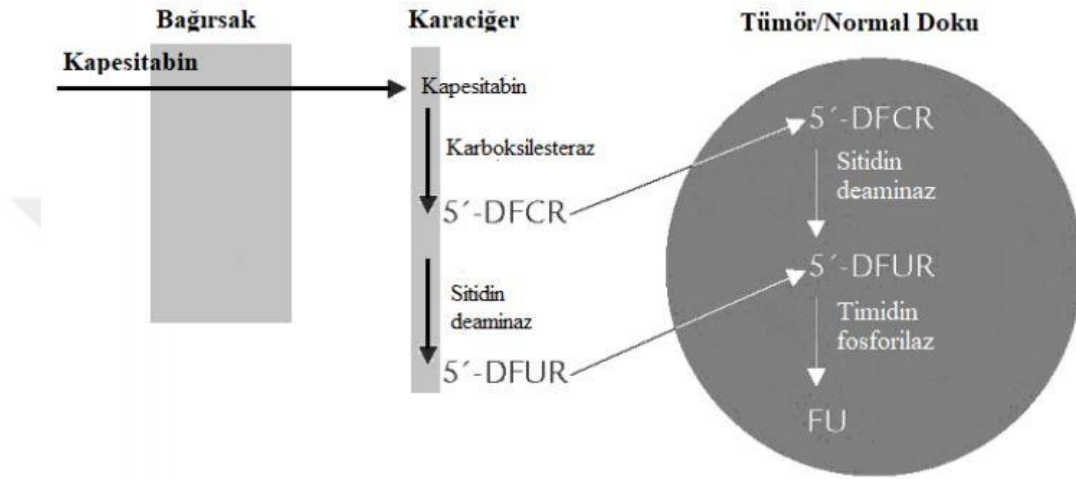 Bağırsak
Karaciğer
Tümör/Normal Doku
Kapesitabin
Kapesitabin
Karboksilesteraz
5´-DFCR
Sitidin
deaminaz
5´-DFUR
5´-DFCR
Sitidin
deaminaz
5´-DFUR
Timidin
fosforilaz
FU